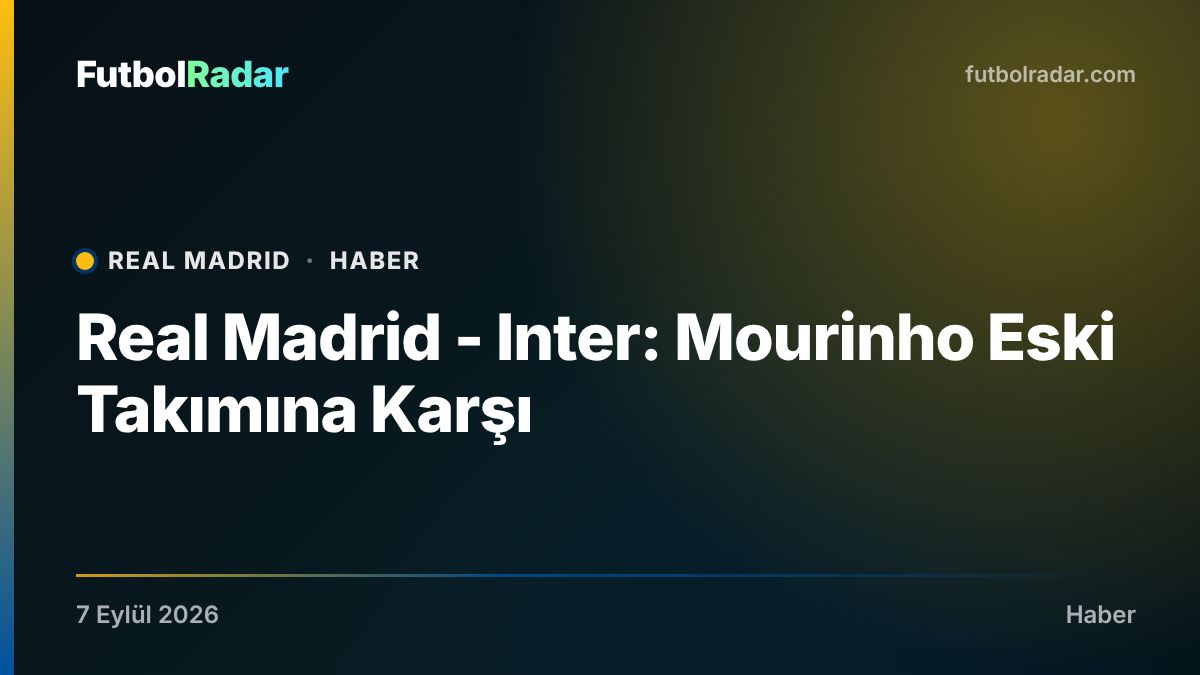 FutbolRadar
futbolradar.com
REAL MADRID · HABER
Real Madrid - Inter: Mourinho Eski
Takımına Karşı
7 Eylül 2026
Haber